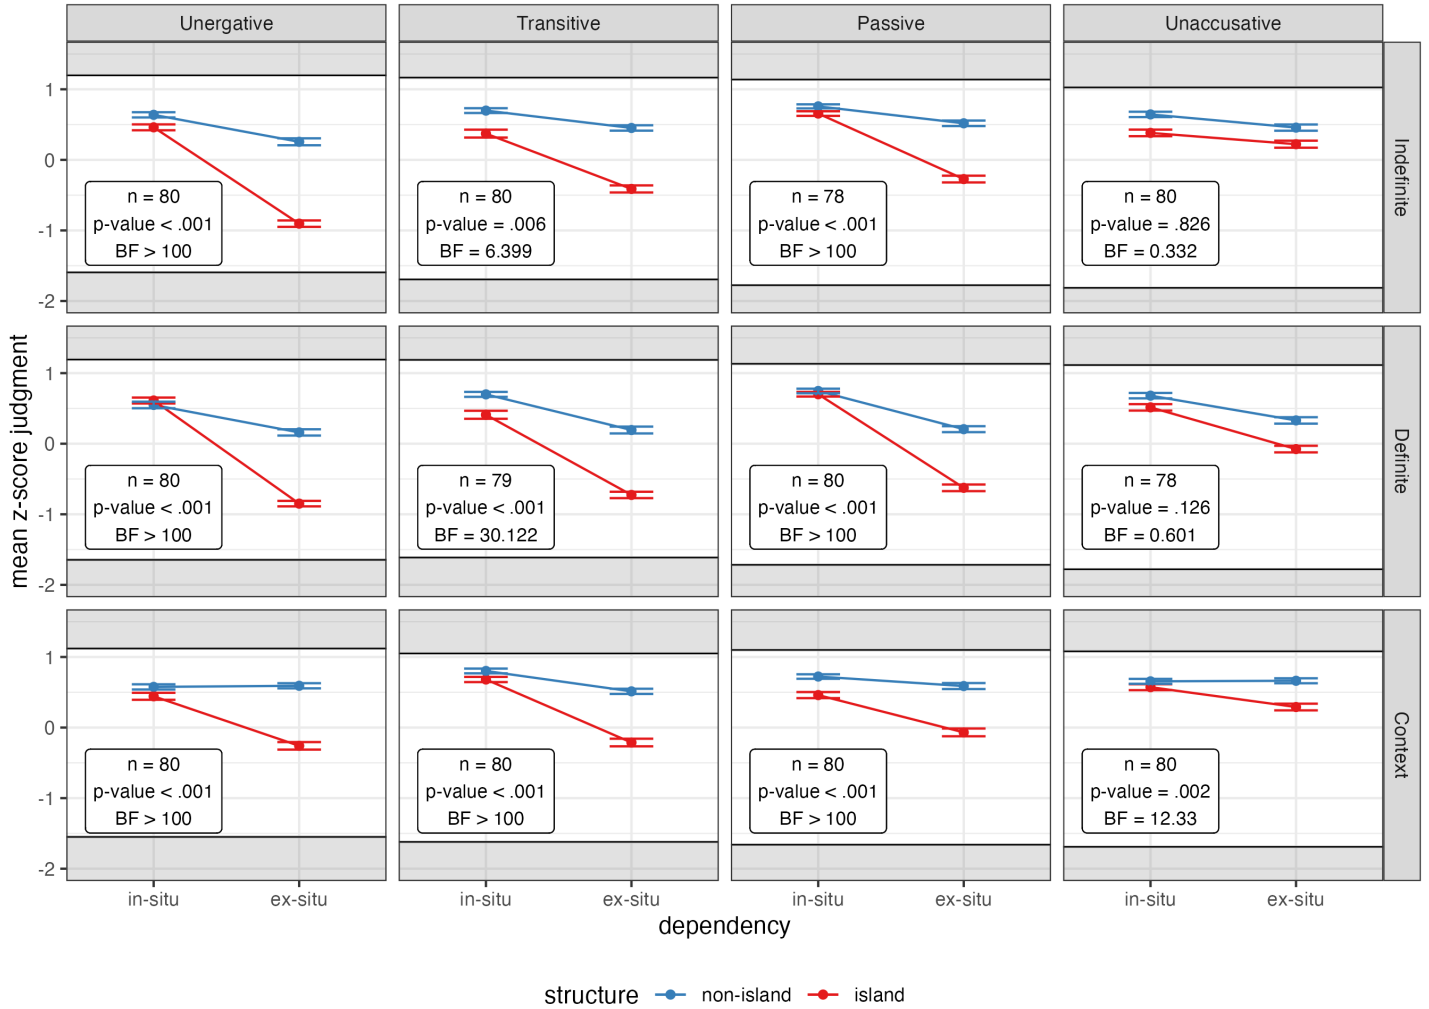 Unergative
Transitive
Passive
Unaccusative
mean z-score judgment
1
0
-1
-2
n = 80
p-value < .001
BF > 100
n = 80
p-value = .006
BF = 6.399
n = 78
p-value < .001
BF > 100
n = 80
p-value = .826
BF = 0.332
Indefinite
1
0
-1
-2
n = 80
p-value < .001
BF > 100
n = 79
p-value < .001
BF = 30.122
n = 80
p-value < .001
BF > 100
n = 78
p-value = .126
BF = 0.601
Definite
1
0
-1
-2
n = 80
p-value < .001
BF > 100
n = 80
p-value < .001
BF > 100
n = 80
p-value < .001
BF > 100
n = 80
p-value = .002
BF = 12.33
Context
in-situ
ex-situ
in-situ
ex-situ
in-situ
ex-situ
in-situ
ex-situ
dependency
structure
non-island
island